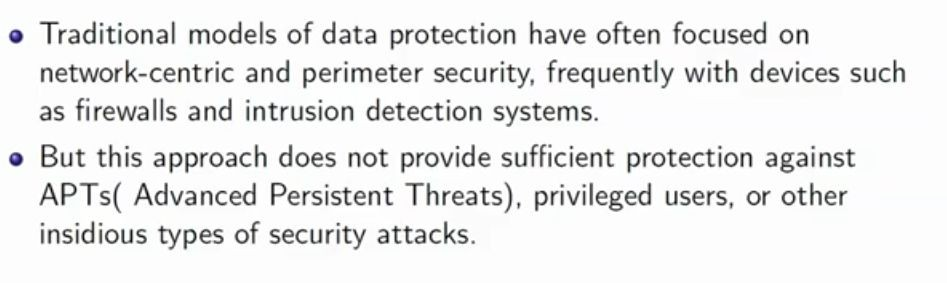 Traditional models of data protection have often focused on
network-centric and perimeter security, frequently with devices such
as firewalls and intrusion detection systems.
But this approach does not provide sufficient protection against
APTs( Advanced Persistent Threats), privileged users, or other
insidious types of security attacks.